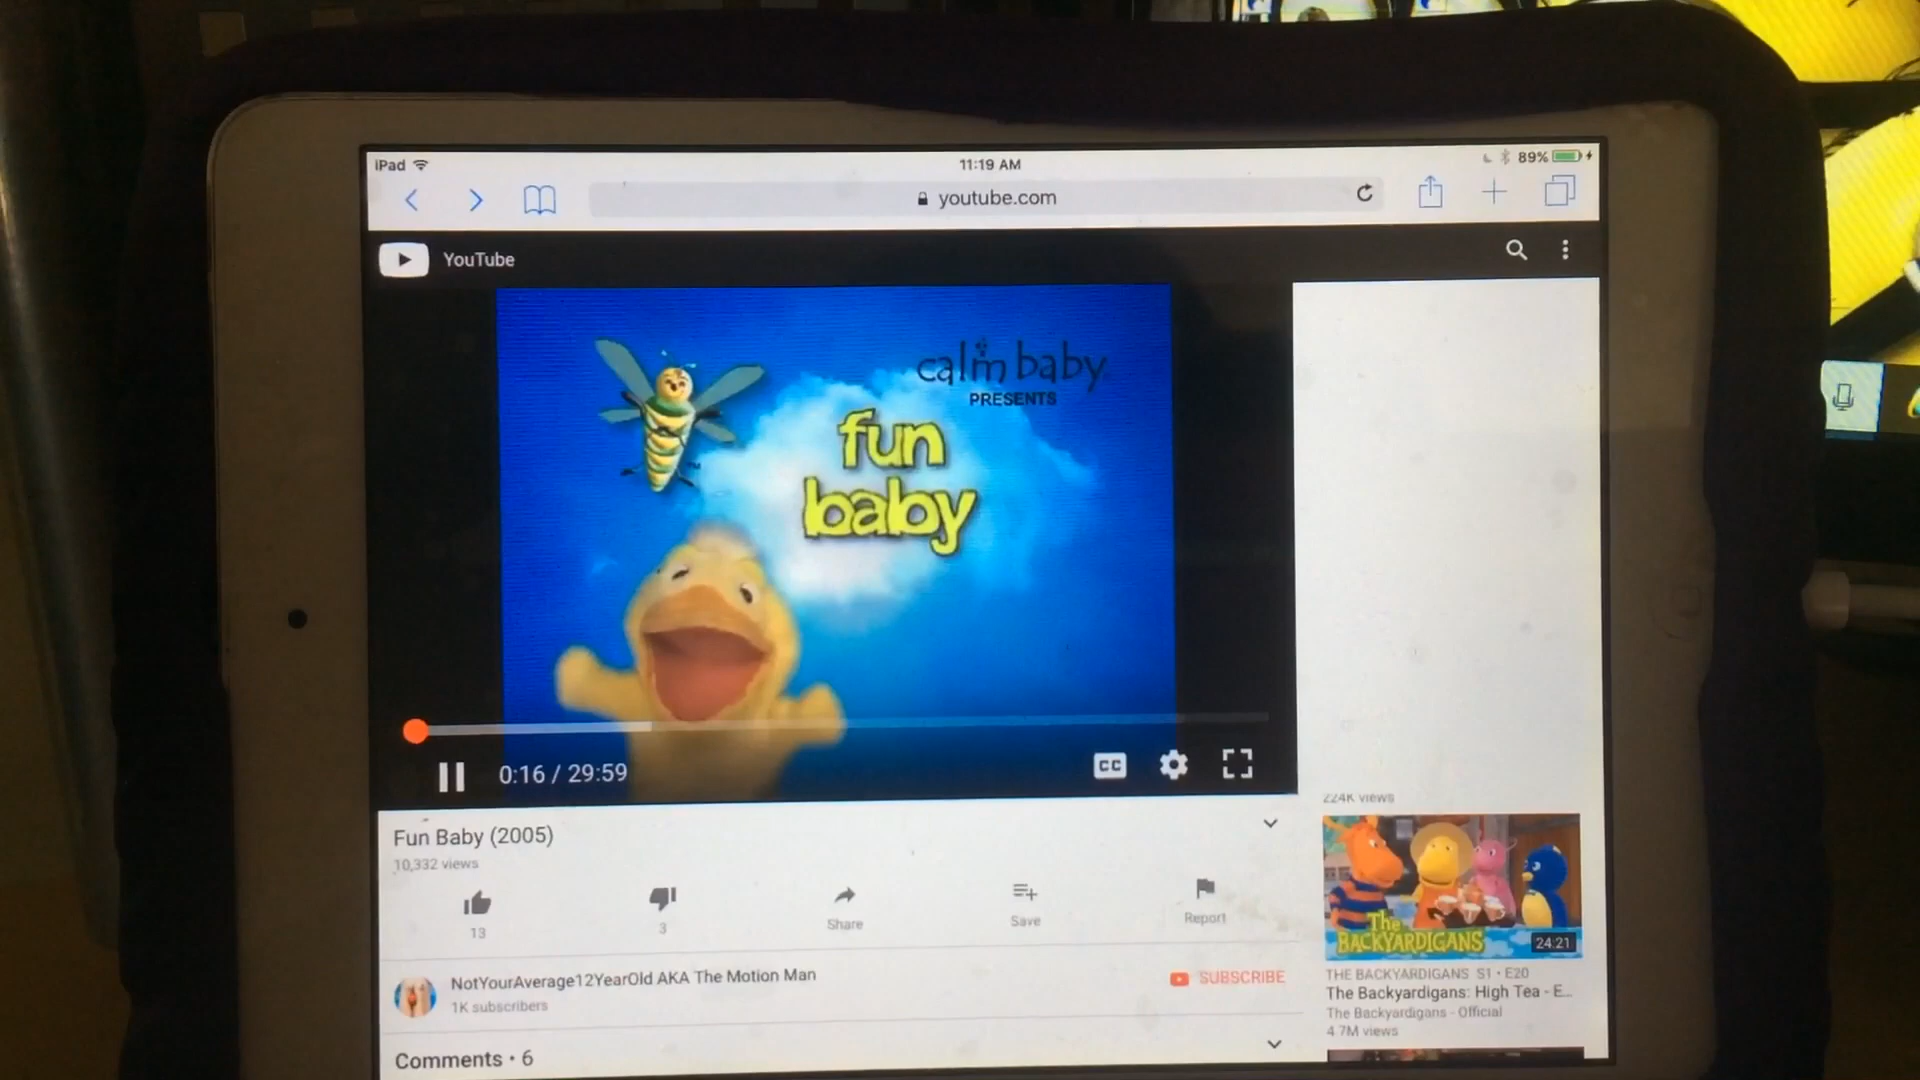 iPad
11:19 AM
89%
youtube.com
YouTube
calm baby
PRESENTS
fun
baby
TM
0:16 / 29:59
CC
Fun Baby (2005)
10,332 views
13
3
Share
Save
Report
NotYourAverage12YearOld AKA The Motion Man
1K subscribers
SUBSCRIBE
Comments • 6
224K views
The
BACKYARDIGANS
24:21
THE BACKYARDIGANS S1 • E20
The Backyardigans: High Tea - E...
The Backyardigans - Official
4.7M views